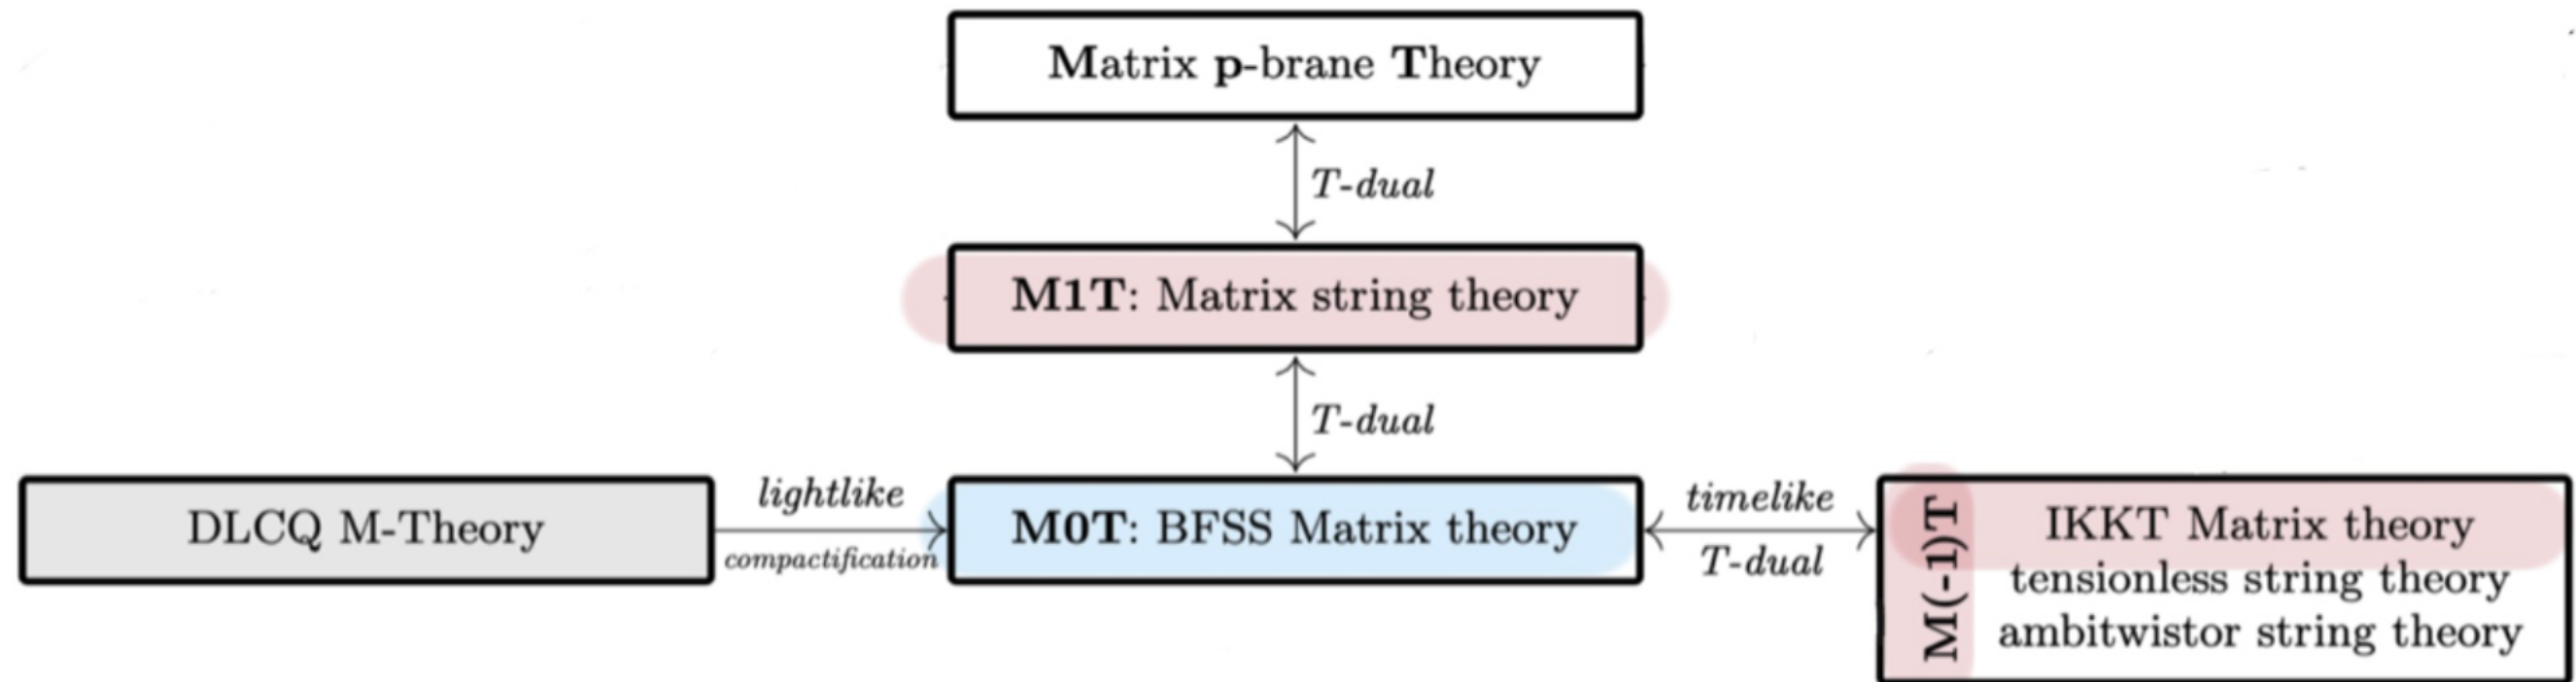 Matrix p-brane Theory
T-dual
M1T: Matrix string theory
T-dual
DLCQ M-Theory
lightlike
compactification
M0T: BFSS Matrix theory
timelike
T-dual
M(-1)T
IKKT Matrix theory
tensionless string theory
ambitwistor string theory